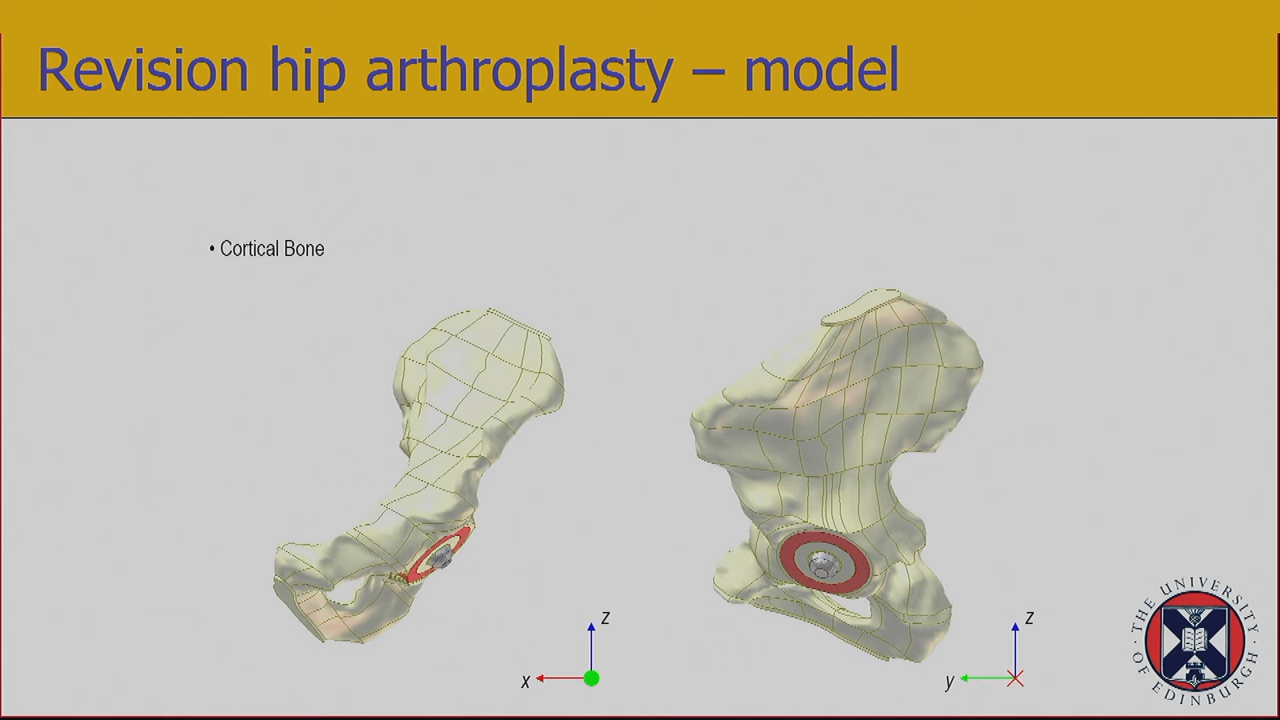 Revision hip arthroplasty – model
• Cortical Bone
z
x
z
y
THE UNIVERSITY
OF EDINBURGH